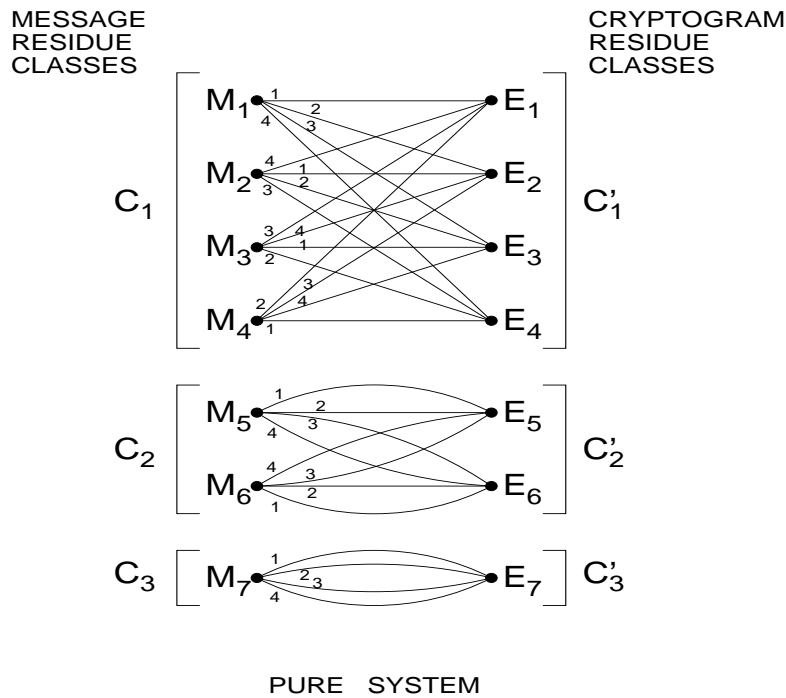 MESSAGE
RESIDUE
CLASSES
CRYPTOGRAM
RESIDUE
CLASSES
M1 1 2 3 4 E1
M2 4 1 2 3 E2
C1 C'1
M3 3 4 1 2 E3
M4 2 3 4 1 E4
M5 1 2 3 4 E5
C2 C'2
M6 4 3 2 1 E6
C3 M7 1 2 3 4 E7 C'3
PURE SYSTEM